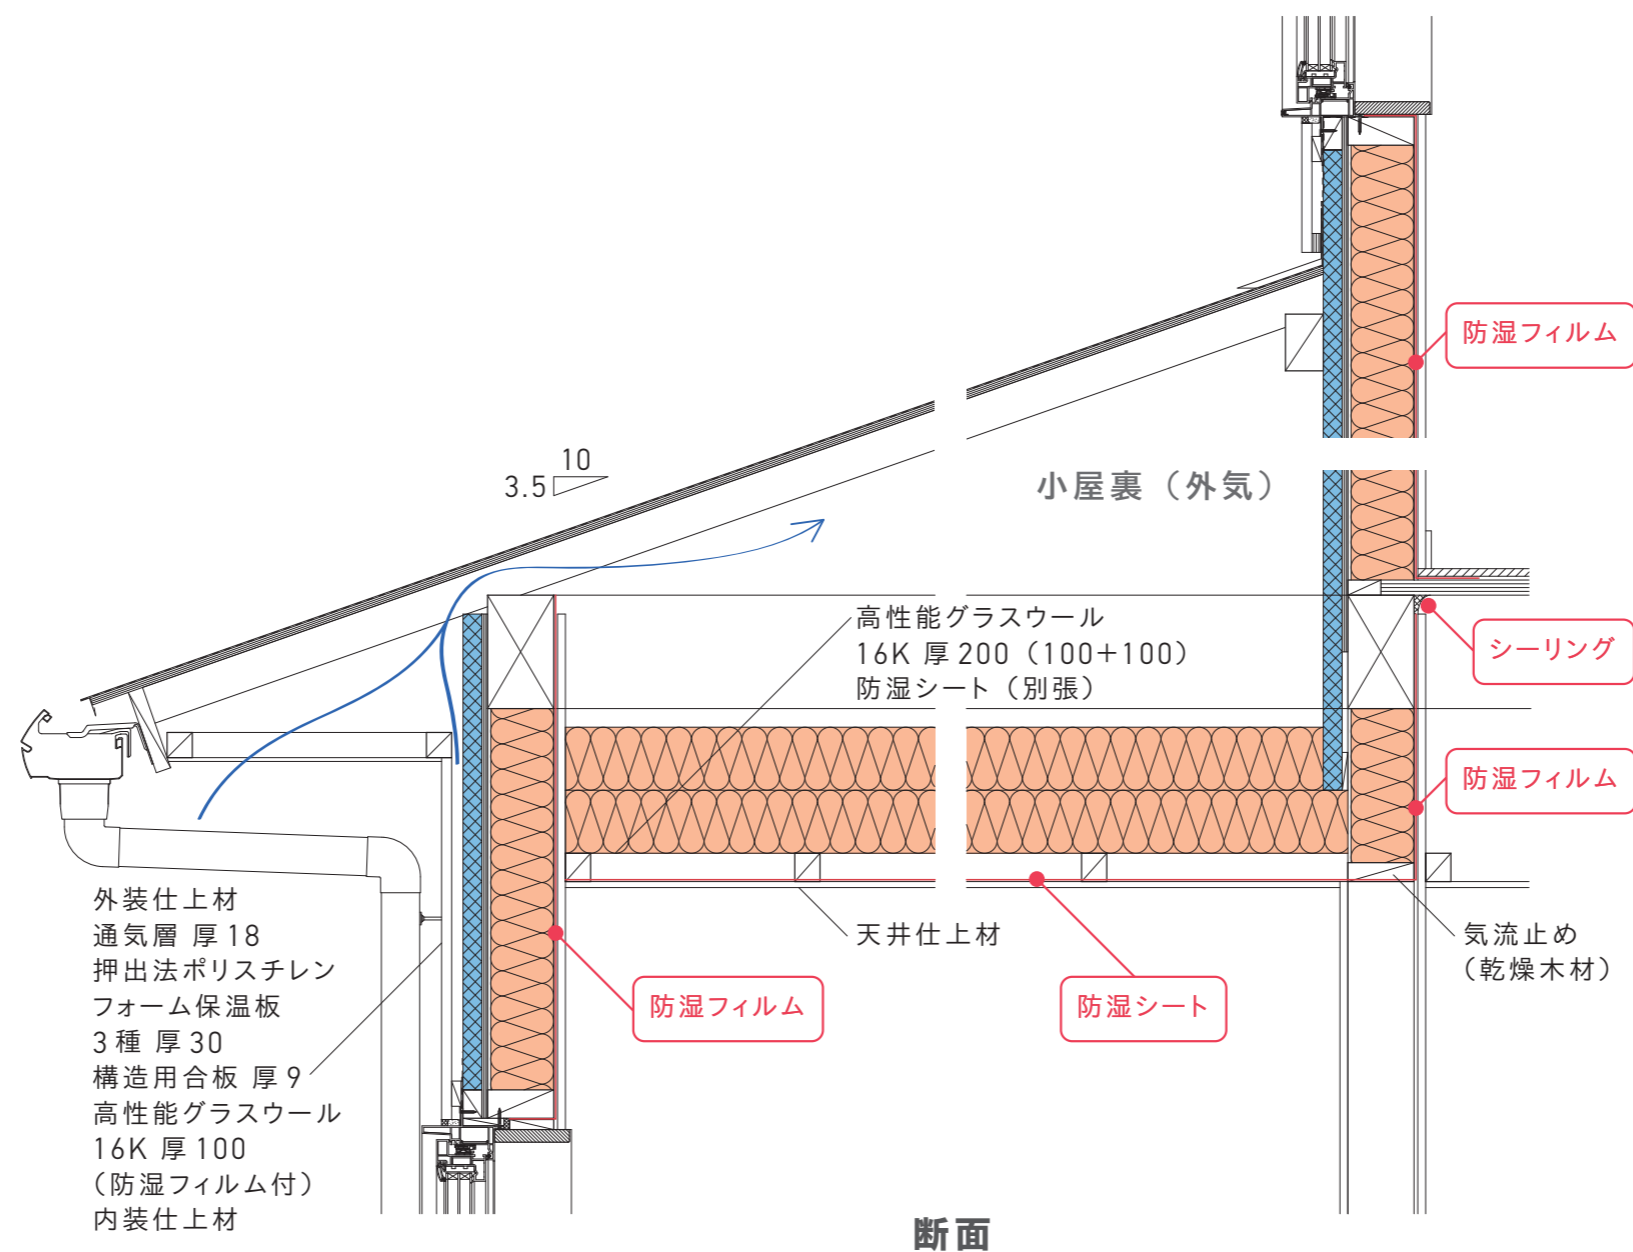 防湿フィルム
10
3.5
小屋裏（外気）
高性能グラスウール
16K 厚200（100+100）
防湿シート（別張）
シーリング
防湿フィルム
外装仕上材
通気層 厚18
押出法ポリスチレン
フォーム保温板
3種 厚30
構造用合板 厚9
高性能グラスウール
16K 厚100
（防湿フィルム付）
内装仕上材
天井仕上材
気流止め
（乾燥木材）
防湿フィルム
防湿シート
断面